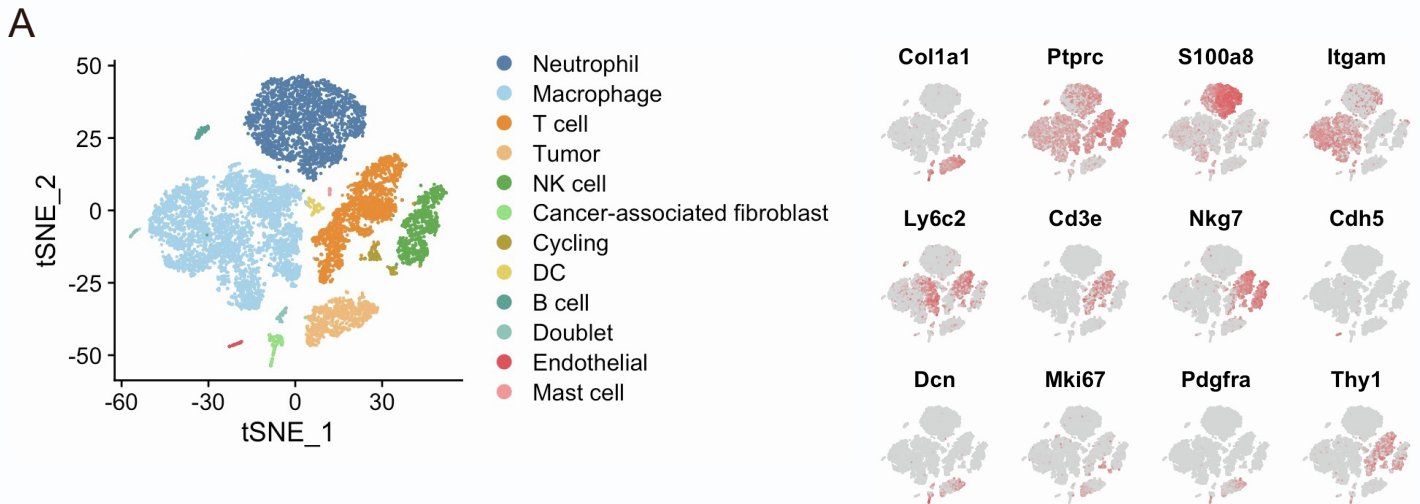 A
50
25
0
-25
-50
tSNE_2
-60 -30 0 30
tSNE_1
Neutrophil
Macrophage
T cell
Tumor
NK cell
Cancer-associated fibroblast
Cycling
DC
B cell
Doublet
Endothelial
Mast cell
Col1a1 Ptprc S100a8 Itgam
Ly6c2 Cd3e Nkg7 Cdh5
Dcn Mki67 Pdgfra Thy1